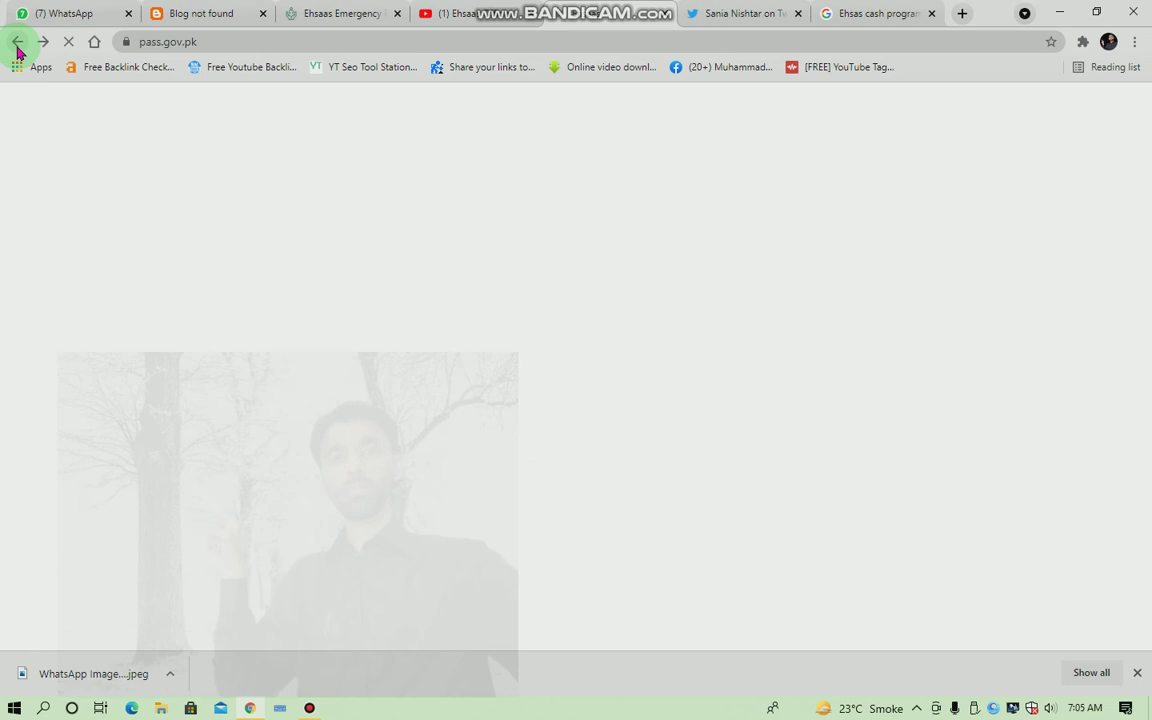 (7) WhatsApp
Blog not found
Ehsaas Emergency
(1) Ehsaa
www.BANDICAM.com
Sania Nishtar on Tw
Ehsas cash program
pass.gov.pk
Apps
Free Backlink Check...
Free Youtube Backli...
YT Seo Tool Station...
Share your links to...
Online video downl...
(20+) Muhammad...
[FREE] YouTube Tag...
Reading list
WhatsApp Image....jpeg
Show all
23°C Smoke
7:05 AM